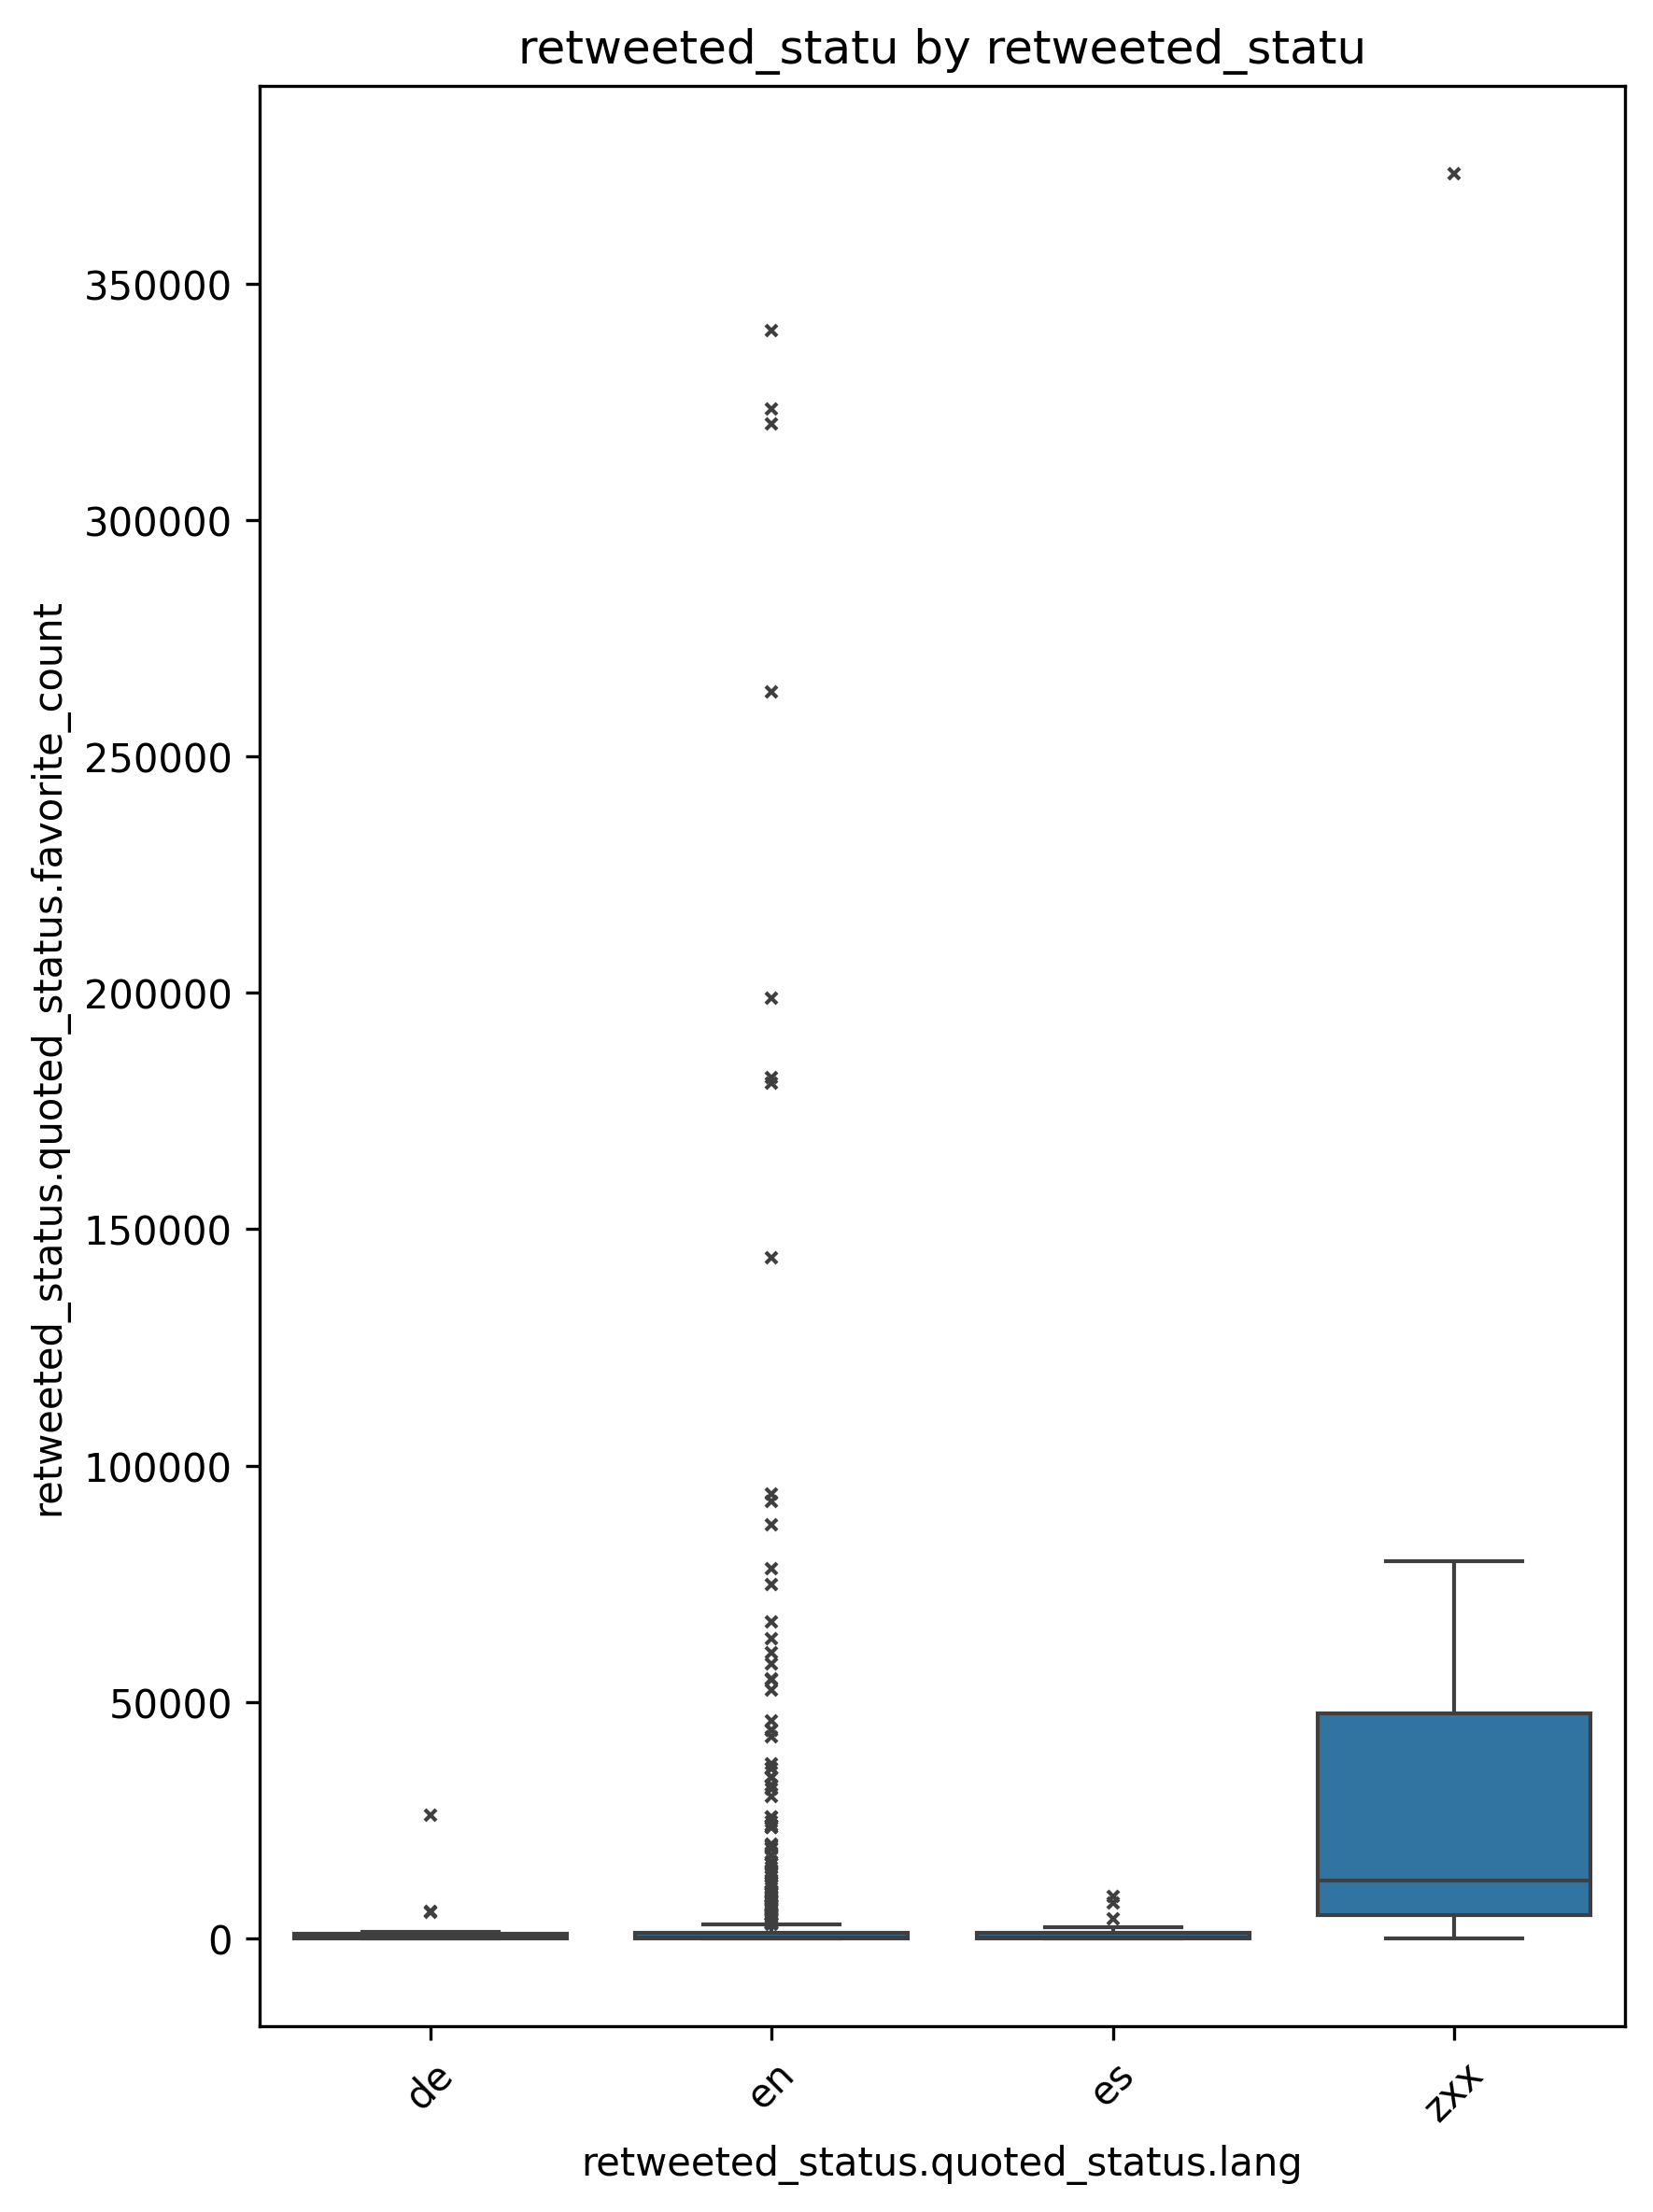 retweeted_statu by retweeted_statu
retweeted_status.quoted_status.favorite_count
350000
300000
250000
200000
150000
100000
50000
0
de
en
es
zxx
retweeted_status.quoted_status.lang